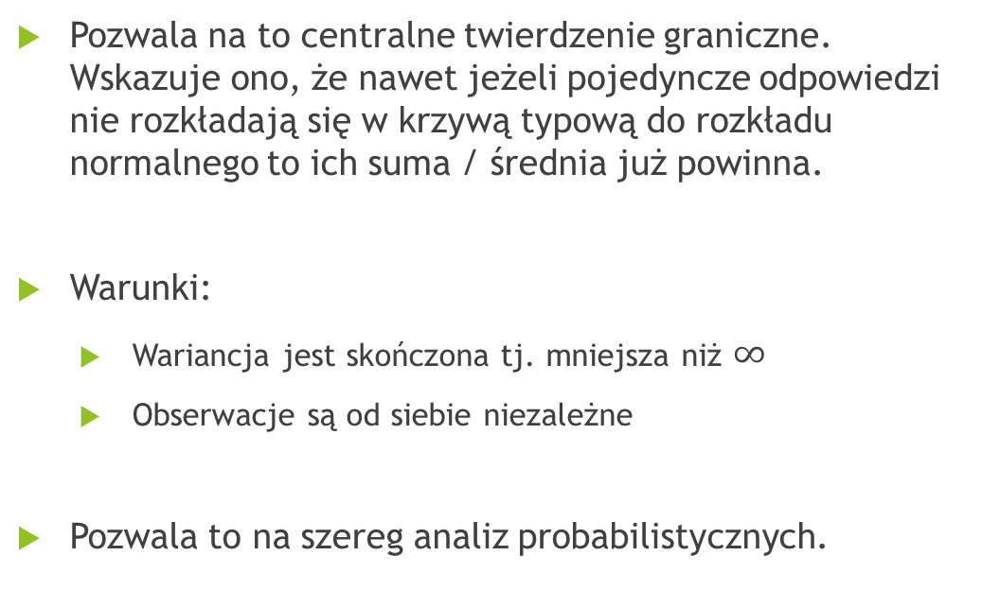 Pozwala na to centralne twierdzenie graniczne.
Wskazuje ono, że nawet jeżeli pojedyncze odpowiedzi
nie rozkładają się w krzywą typową do rozkładu
normalnego to ich suma / średnia już powinna.
Warunki:
Wariancja jest skończona tj. mniejsza niż ∞
Obserwacje są od siebie niezależne
Pozwala to na szereg analiz probabilistycznych.